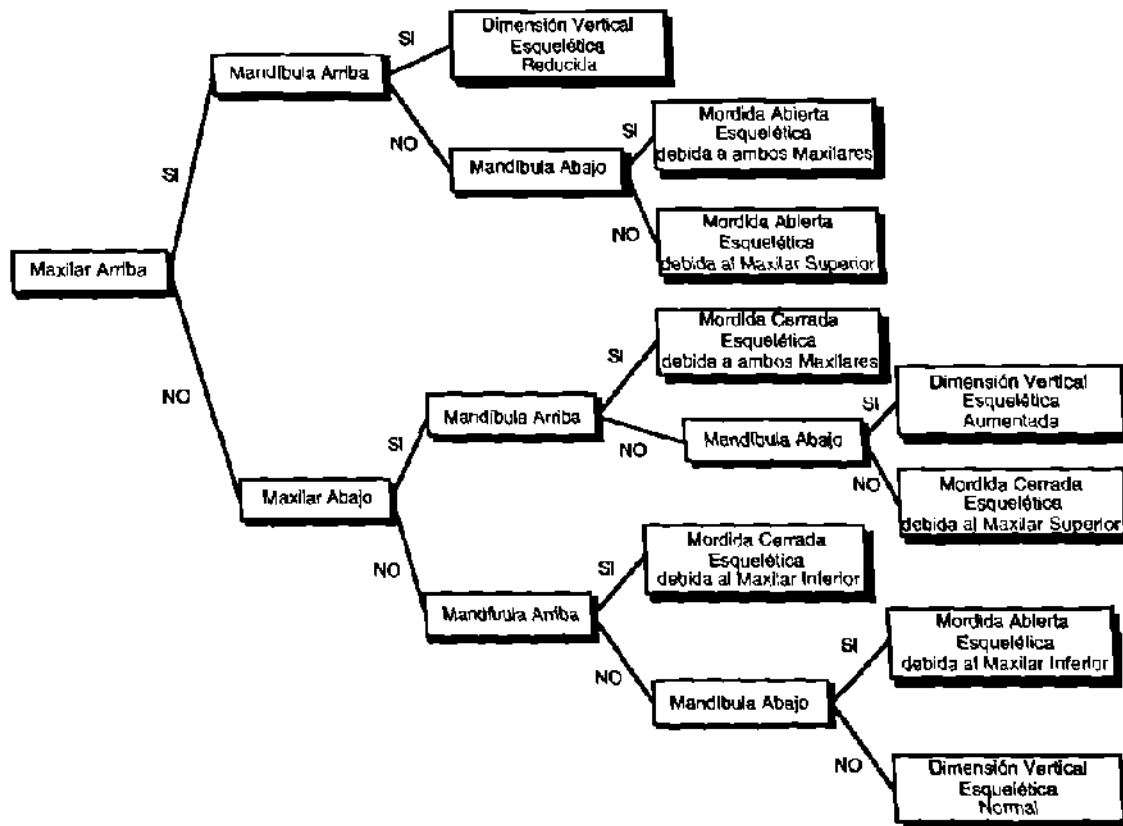 SI
Dimensión Vertical
Esquelética
Reducida
Mandíbula Arriba
NO
SI
Mordida Abierta
Esquelética
debida a ambos Maxilares
Mandíbula Abajo
SI
NO
Mordida Abierta
Esquelética
debida al Maxilar Superior
Maxilar Arriba
NO
SI
Mordida Cerrada
Esquelética
debida a ambos Maxilares
Mandíbula Arriba
SI
NO
Mandíbula Abajo
SI
Dimensión Vertical
Esquelética
Aumentada
NO
Mordida Cerrada
Esquelética
debida al Maxilar Superior
Maxilar Abajo
NO
SI
Mordida Cerrada
Esquelética
debida al Maxilar Inferior
Mandíbula Arriba
NO
Mandíbula Abajo
SI
Mordida Abierta
Esquelética
debida al Maxilar Inferior
NO
Dimensión Vertical
Esquelética
Normal